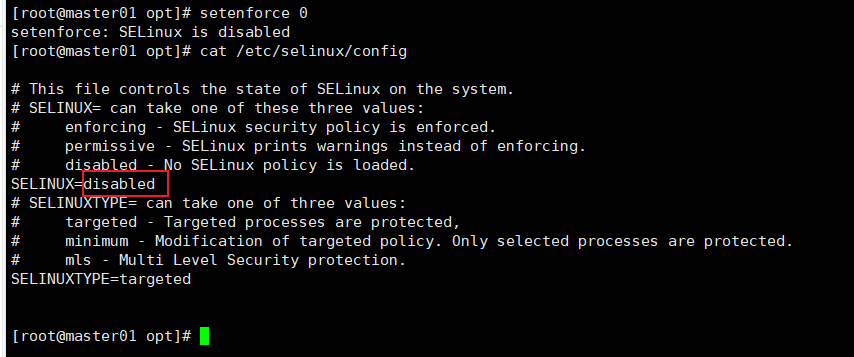 [root@master01 opt]# setenforce 0
setenforce: SELinux is disabled
[root@master01 opt]# cat /etc/selinux/config
# This file controls the state of SELinux on the system.
# SELINUX= can take one of these three values:
#     enforcing - SELinux security policy is enforced.
#     permissive - SELinux prints warnings instead of enforcing.
#     disabled - No SELinux policy is loaded.
SELINUX=disabled
# SELINUXTYPE= can take one of three values:
#     targeted - Targeted processes are protected,
#     minimum - Modification of targeted policy. Only selected processes are protected.
#     mls - Multi Level Security protection.
SELINUXTYPE=targeted
[root@master01 opt]#